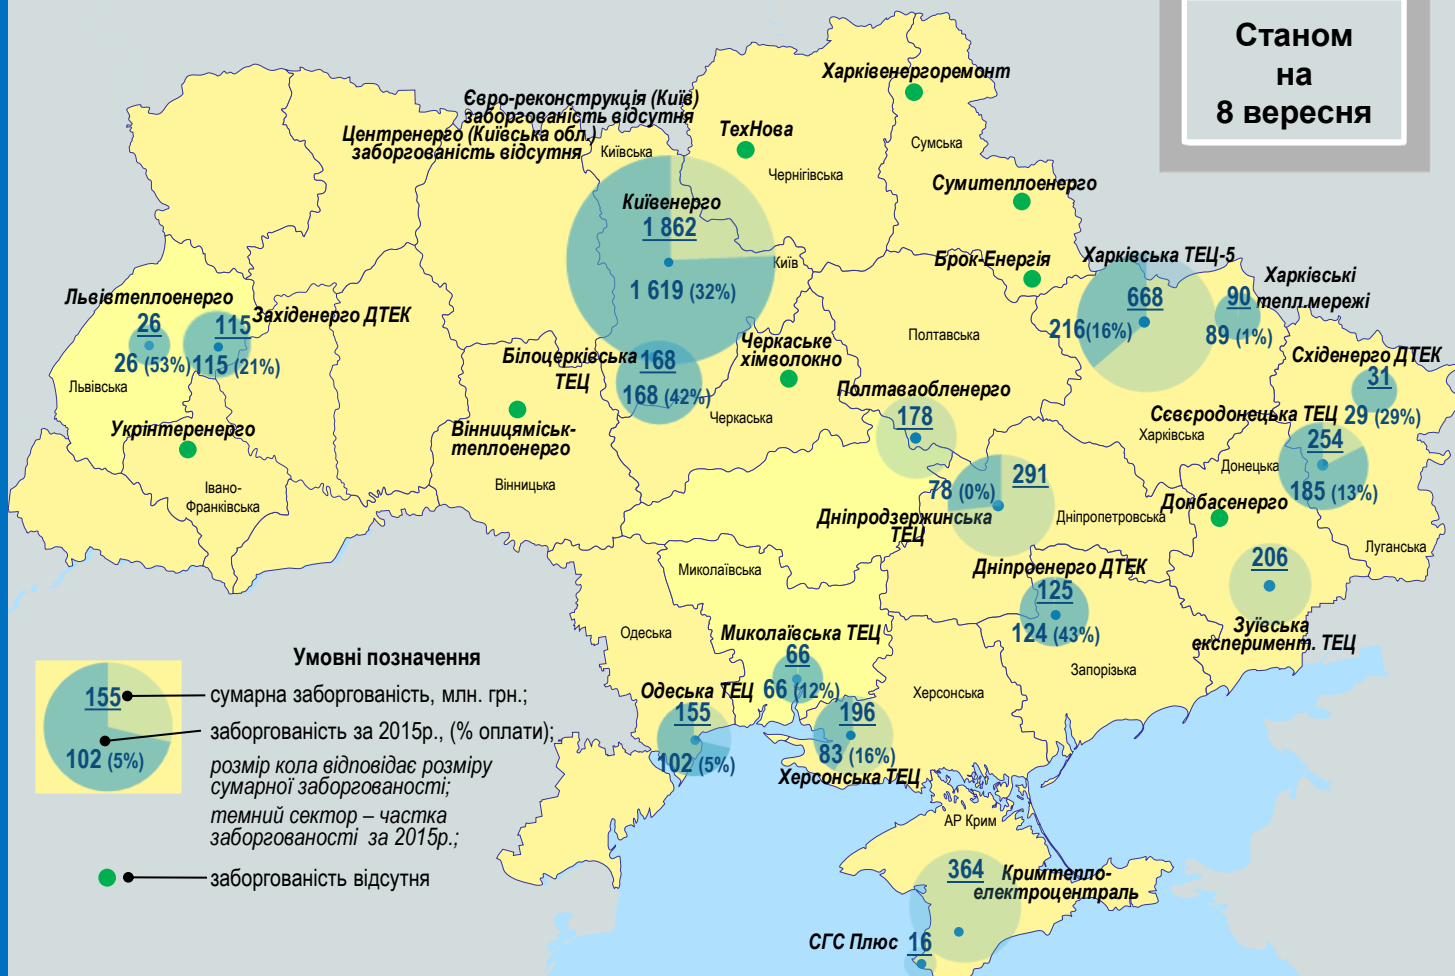 Станом
на
8 вересня
Харківенергоремонт
Євро-реконструкція (Київ)
заборгованість відсутня
Центренерго (Київська обл.)
заборгованість відсутня
Київська
ТехНова
Чернігівська
Сумська
Сумитеплоенерго
Київенерго
1 862
1 619 (32%)
Київ
Брок-Енергія
Харківська ТЕЦ-5
668
216(16%)
Харківські
тепл.мережі
90
89 (1%)
Львівтеплоенерго
26
26 (53%)
Західенерго ДТЕК
115
115 (21%)
Львівська
Білоцерківська
ТЕЦ
168
168 (42%)
Черкаське
хімволокно
Черкаська
Полтавська
Полтаваобленерго
178
Східенерго ДТЕК
31
29 (29%)
Сєвєродонецька ТЕЦ
254
185 (13%)
Харківська
Донецька
Укрінтеренерго
Івано-
Франківська
Вінницяміськ-
теплоенерго
Вінницька
291
78 (0%)
Дніпродзержинська
ТЕЦ
Дніпропетровська
Донбасенерго
Луганська
206
Зуївська
експеримент. ТЕЦ
Дніпроенерго ДТЕК
125
124 (43%)
Запорізька
Миколаївська
Одеська
Миколаївська ТЕЦ
66
66 (12%)
Одеська ТЕЦ
155
102 (5%)
196
83 (16%)
Херсонська ТЕЦ
Херсонська
АР Крим
364
Кримтепло-
електроцентраль
СГС Плюс
16
Умовні позначення
155
102 (5%)
сумарна заборгованість, млн. грн.;
заборгованість за 2015р., (% оплати);
розмір кола відповідає розміру
сумарної заборгованості;
темний сектор – частка
заборгованості за 2015р.;
заборгованість відсутня